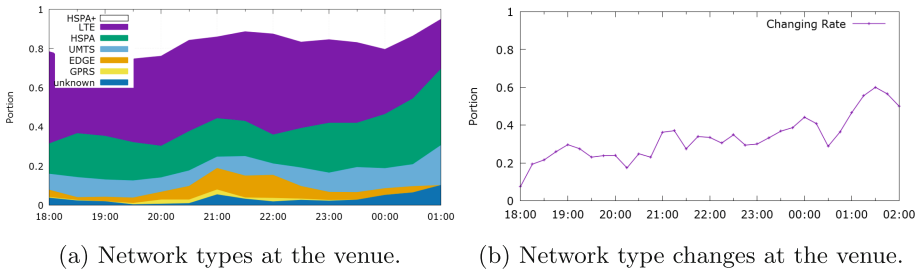 HSPA+
LTE
HSPA
UMTS
EDGE
GPRS
unknown
Portion
1
0.8
0.6
0.4
0.2
0
18:00 19:00 20:00 21:00 22:00 23:00 00:00 01:00
(a) Network types at the venue.
Changing Rate
Portion
1
0.8
0.6
0.4
0.2
0
18:00 19:00 20:00 21:00 22:00 23:00 00:00 01:00 02:00
(b) Network type changes at the venue.